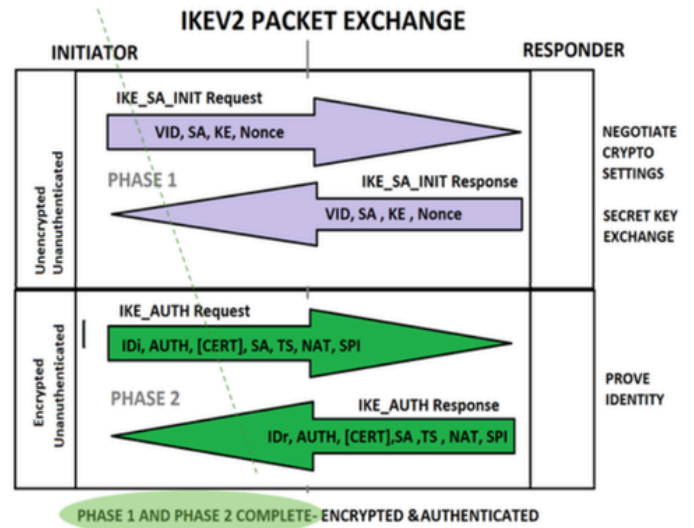 IKEV2 PACKET EXCHANGE
INITIATOR
RESPONDER
IKE_SA_INIT Request
VID, SA, KE, Nonce
PHASE 1
IKE_SA_INIT Response
VID, SA , KE , Nonce
Unencrypted
Unanuthenticated
NEGOTIATE
CRYPTO
SETTINGS
SECRET KEY
EXCHANGE
IKE_AUTH Request
IDi, AUTH, [CERT], SA, TS, NAT, SPI
PHASE 2
IKE_AUTH Response
IDr, AUTH, [CERT],SA ,TS , NAT, SPI
Encrypted
Unanuthenticated
PROVE
IDENTITY
PHASE 1 AND PHASE 2 COMPLETE- ENCRYPTED &AUTHENTICATED